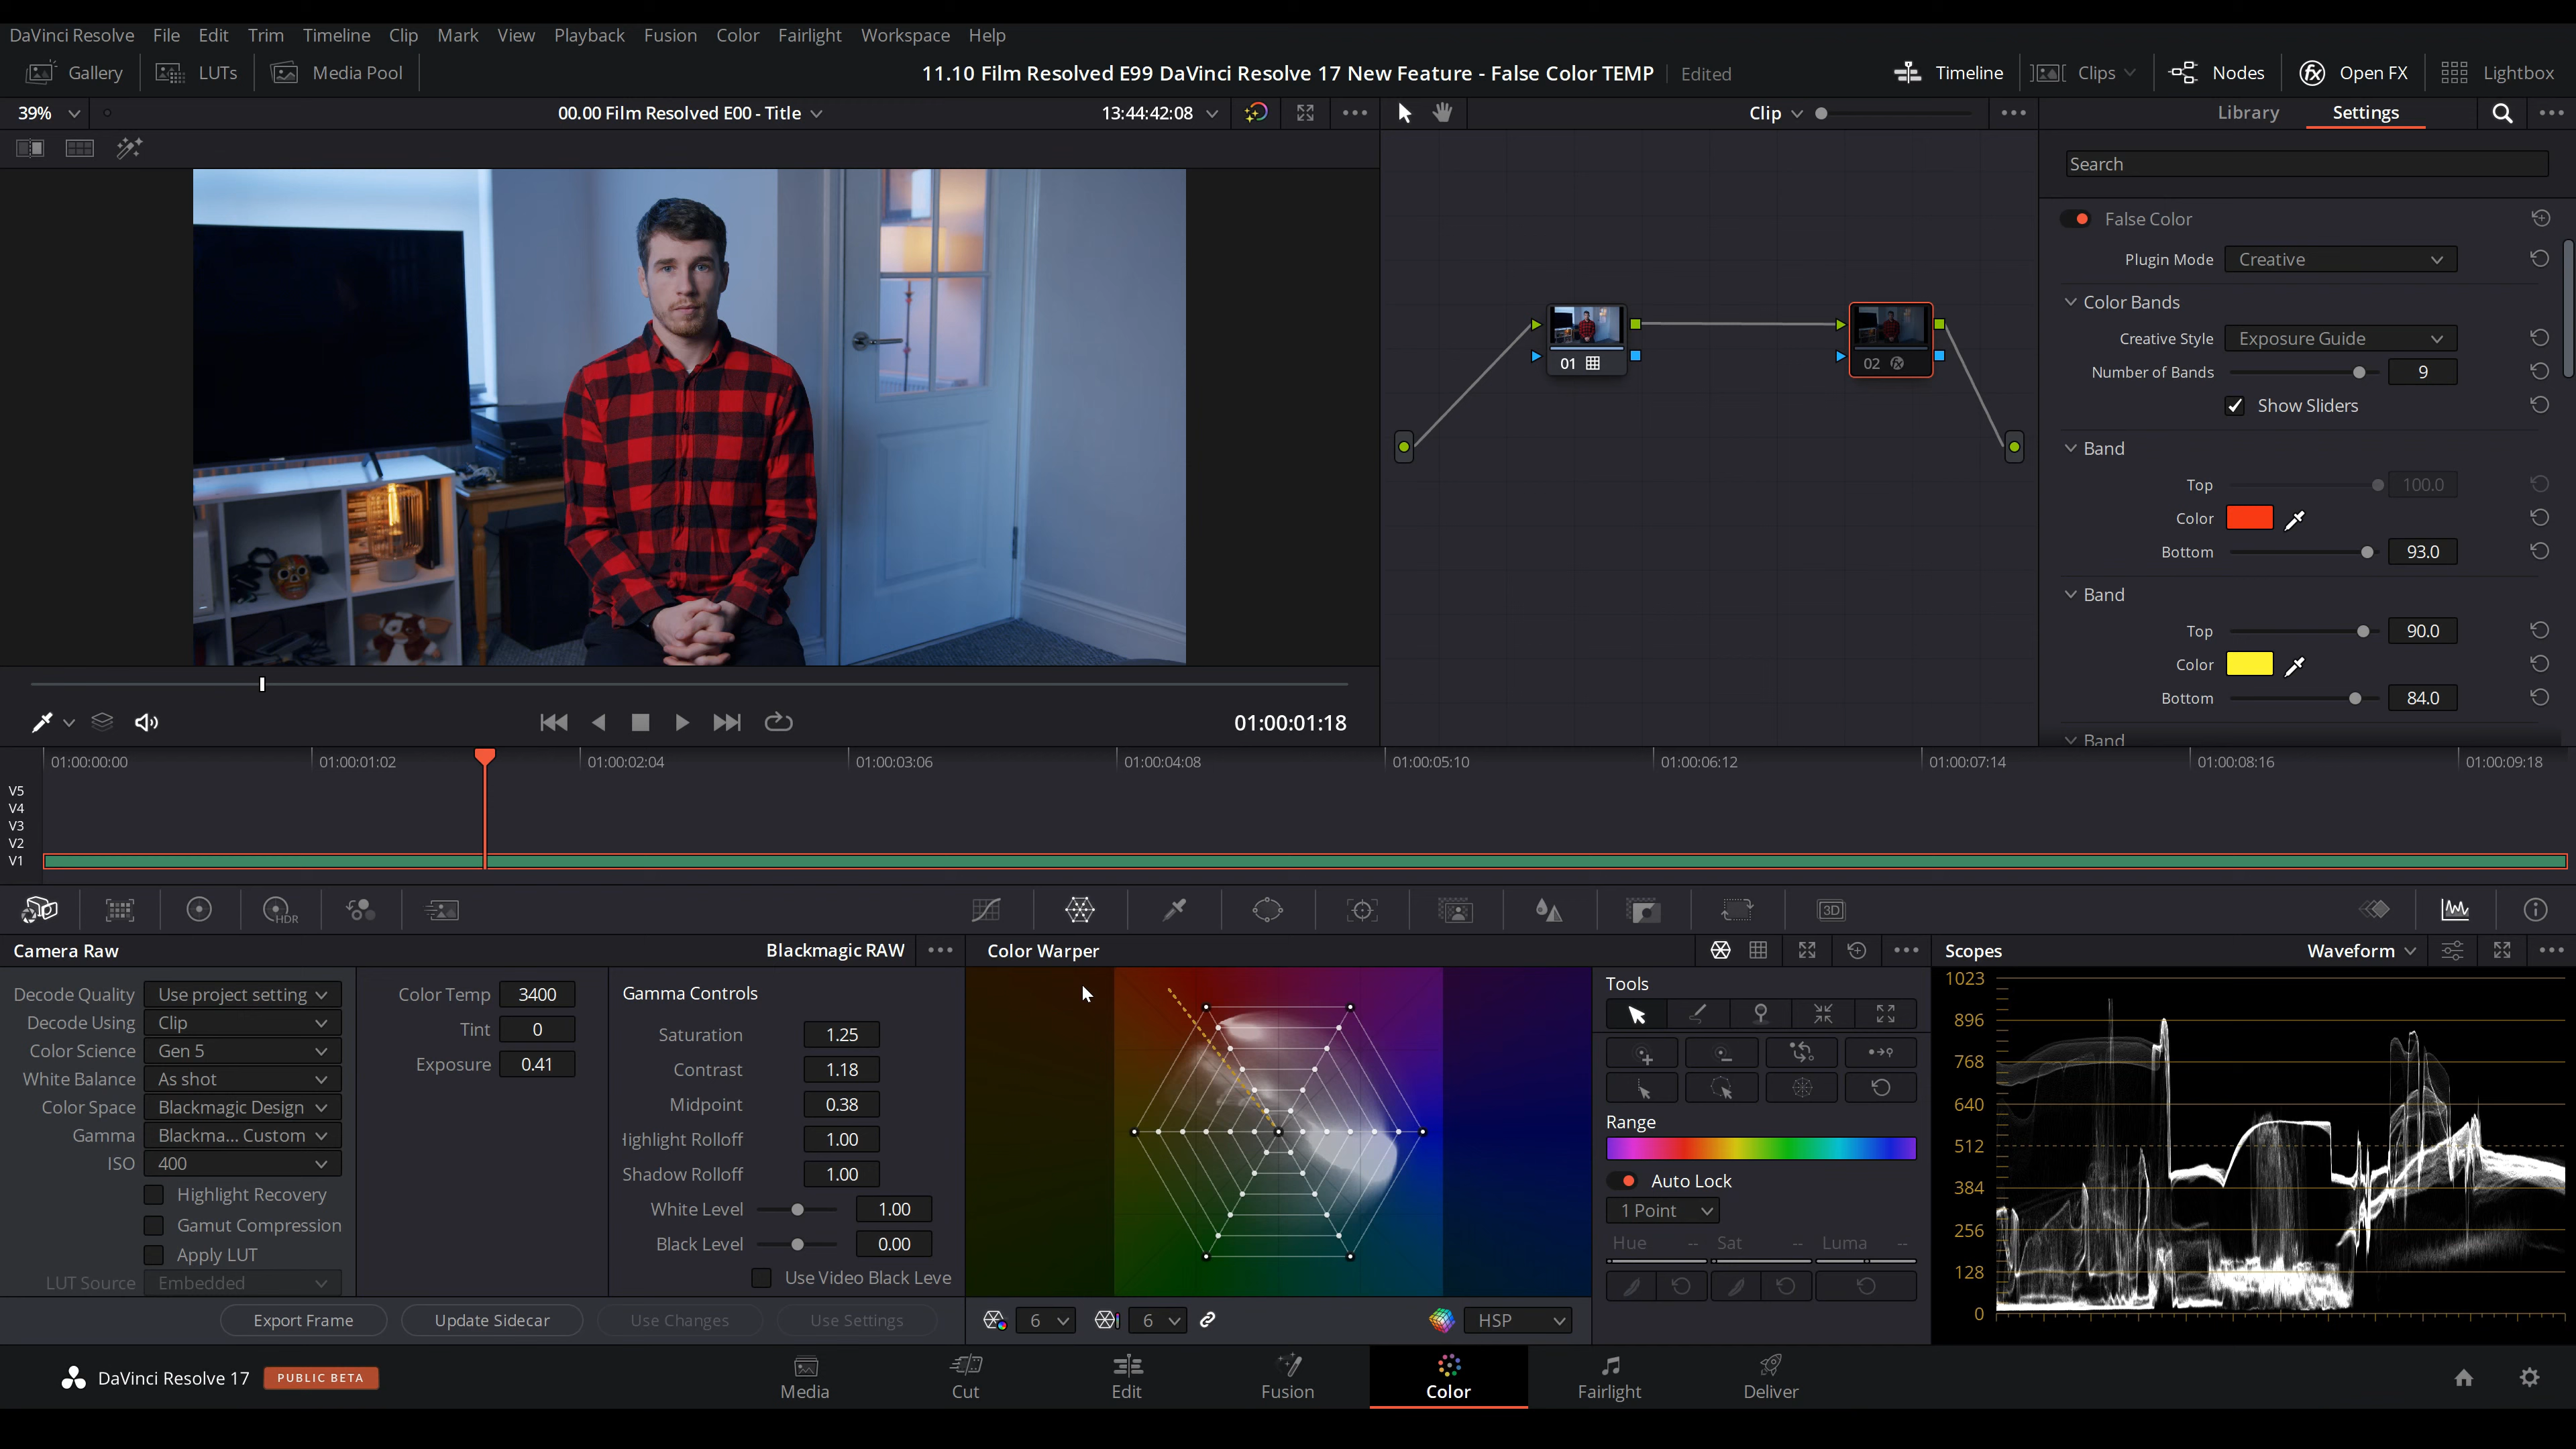 DaVinci Resolve File Edit Trim Timeline Clip Mark View Playback Fusion Color Fairlight Workspace Help
Gallery LUTs Media Pool 11.10 Film Resolved E99 DaVinci Resolve 17 New Feature - False Color TEMP Edited Timeline Clips Nodes Open FX Lightbox
39% 00.00 Film Resolved E00 - Title 13:44:42:08 Clip Library Settings
Search
False Color
Plugin Mode Creative
Color Bands
Creative Style Exposure Guide
Number of Bands 9
Show Sliders
Band
Top 100.0
Color
Bottom 93.0
Band
Top 90.0
Color
Bottom 84.0
Band
01 02
01:00:01:18
01:00:00:00 01:00:01:02 01:00:02:04 01:00:03:06 01:00:04:08 01:00:05:10 01:00:06:12 01:00:07:14 01:00:08:16 01:00:09:18
V5
V4
V3
V2
V1
HDR 3D
Camera Raw Blackmagic RAW Color Warper Scopes Waveform
Decode Quality Use project setting
Decode Using Clip
Color Science Gen 5
White Balance As shot
Color Space Blackmagic Design
Gamma Blackma... Custom
ISO 400
Highlight Recovery
Gamut Compression
Apply LUT
LUT Source Embedded
Color Temp 3400
Tint 0
Exposure 0.41
Gamma Controls
Saturation 1.25
Contrast 1.18
Midpoint 0.38
Highlight Rolloff 1.00
Shadow Rolloff 1.00
White Level 1.00
Black Level 0.00
Use Video Black Leve
Export Frame Update Sidecar Use Changes Use Settings
6 6 HSP
Tools
Range
Auto Lock
1 Point
Hue -- Sat -- Luma --
1023
896
768
640
512
384
256
128
0
DaVinci Resolve 17 PUBLIC BETA Media Cut Edit Fusion Color Fairlight Deliver